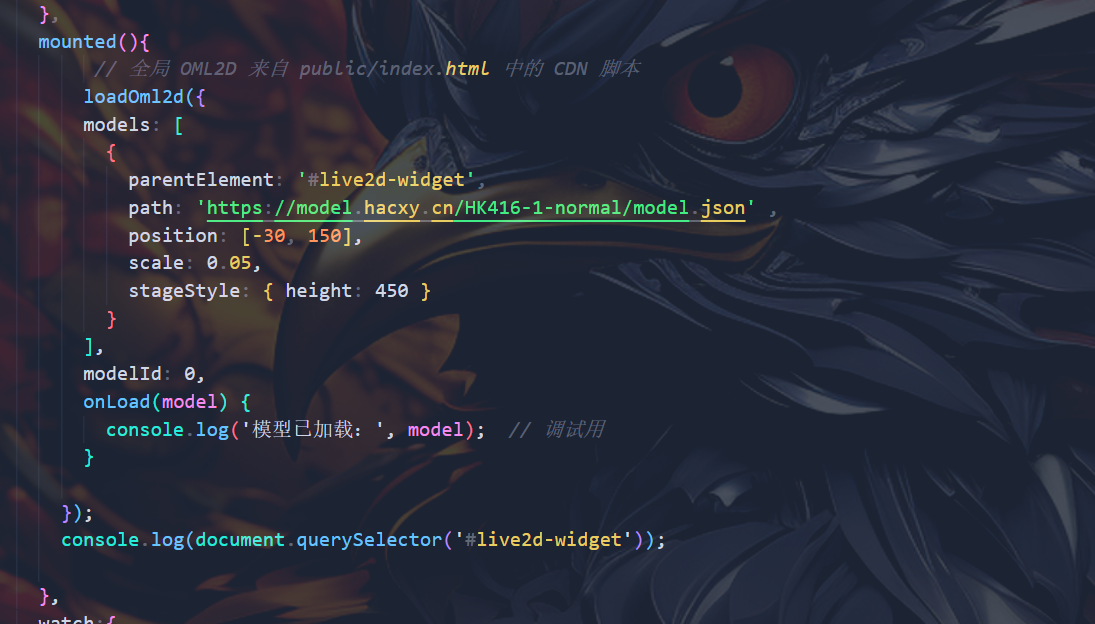 },
mounted(){
// 全局 OML2D 来自 public/index.html 中的 CDN 脚本
loadOml2d({
models: [
{
parentElement: '#live2d-widget',
path: 'https://model.hacxy.cn/HK416-1-normal/model.json' ,
position: [-30, 150],
scale: 0.05,
stageStyle: { height: 450 }
}
],
modelId: 0,
onLoad(model) {
console.log('模型已加载：', model);  // 调试用
}
});
console.log(document.querySelector('#live2d-widget'));
},
watch:{